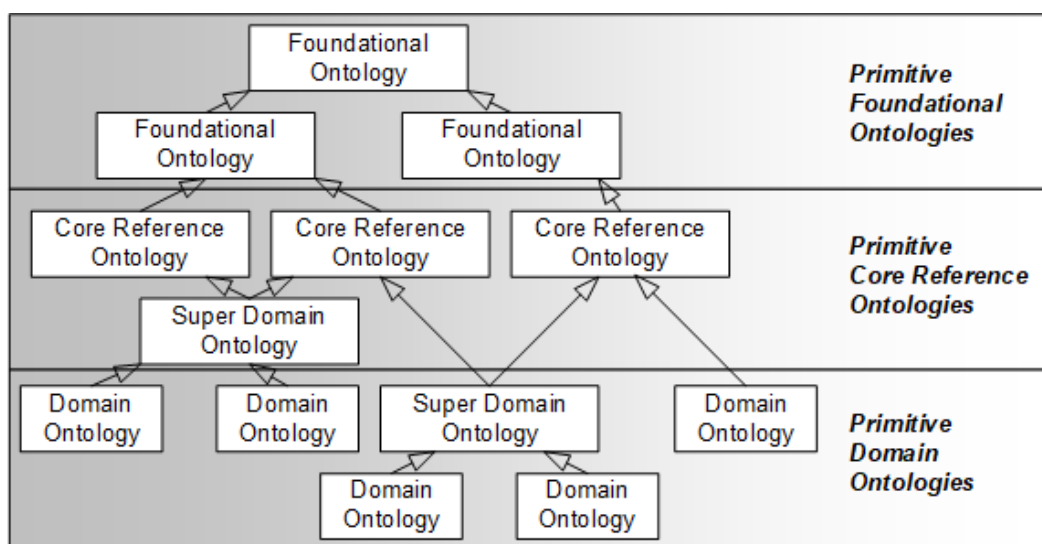 Foundational
Ontology
Foundational
Ontology
Foundational
Ontology
Primitive
Foundational
Ontologies
Core Reference
Ontology
Core Reference
Ontology
Core Reference
Ontology
Super Domain
Ontology
Primitive
Core Reference
Ontologies
Domain
Ontology
Domain
Ontology
Super Domain
Ontology
Domain
Ontology
Domain
Ontology
Domain
Ontology
Primitive
Domain
Ontologies